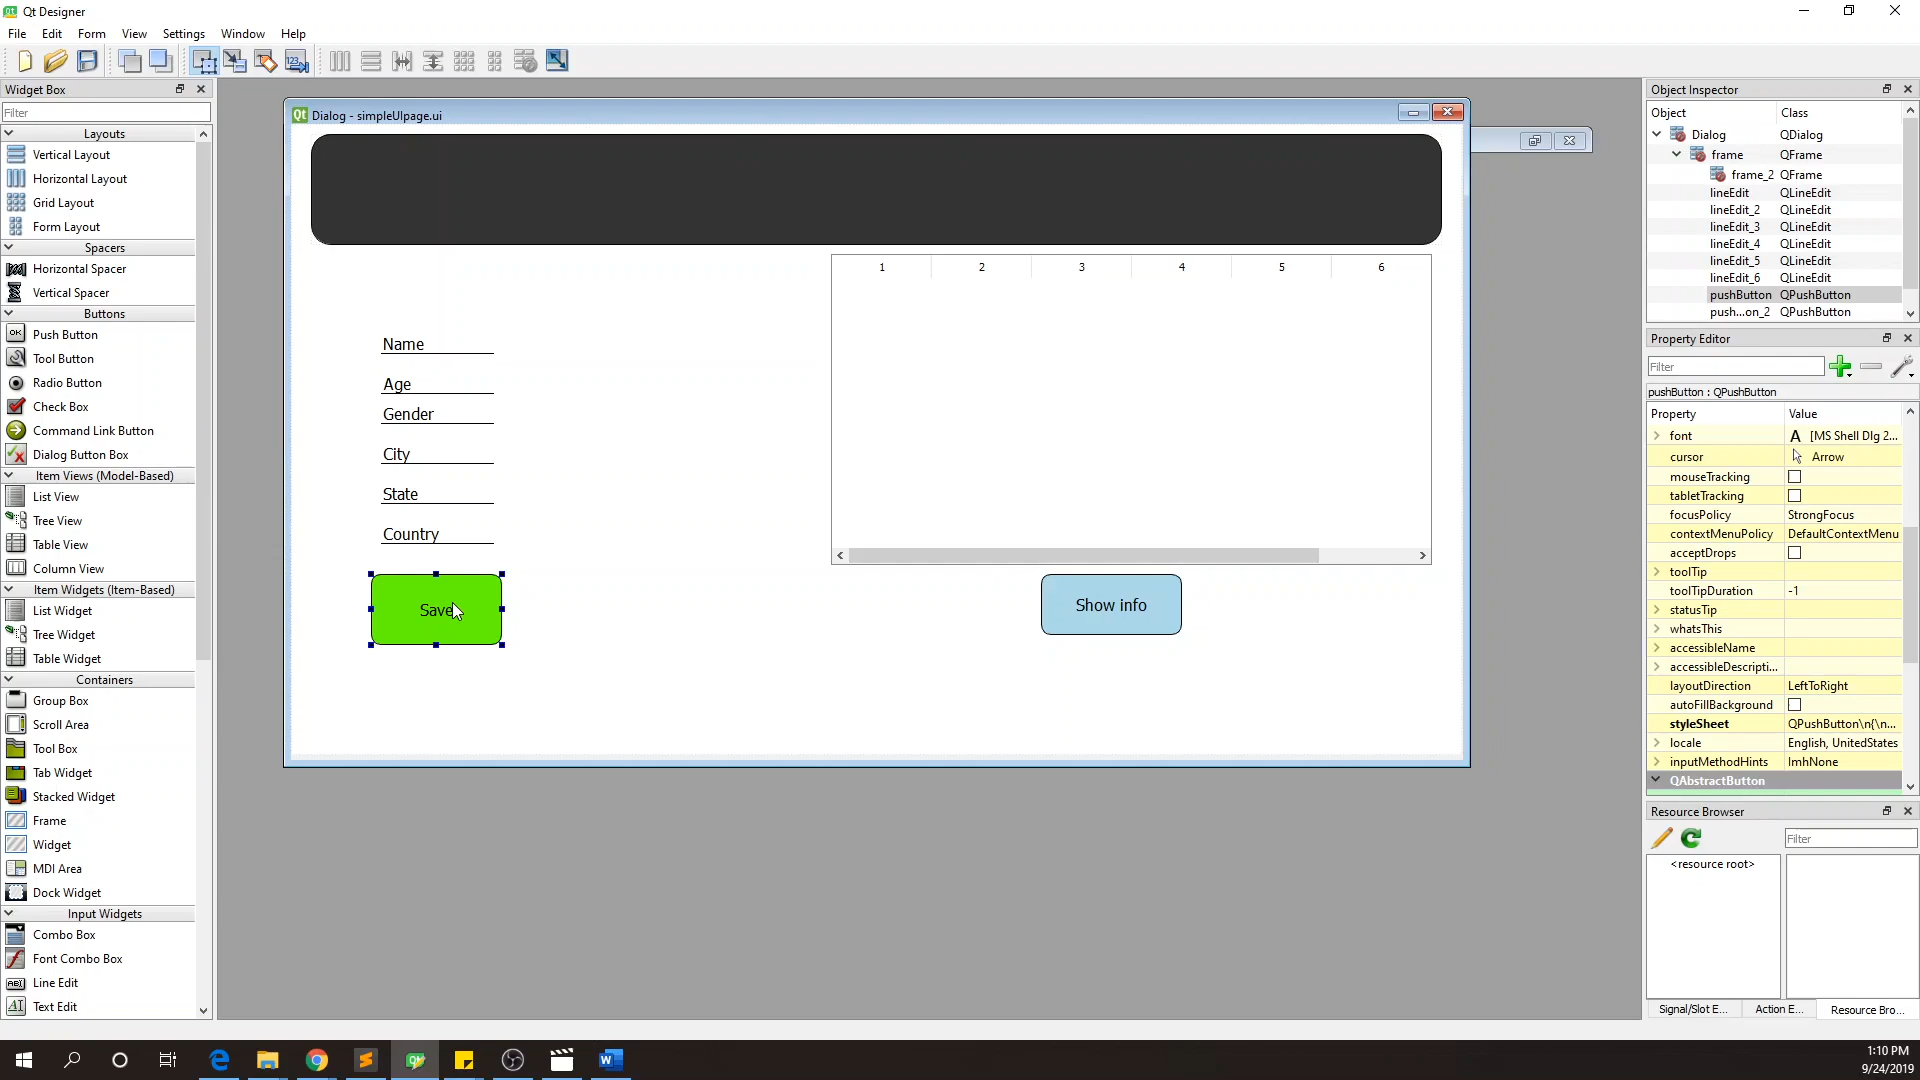 Qt Designer
File Edit Form View Settings Window Help
Widget Box
Filter
Layouts
Vertical Layout
Horizontal Layout
Grid Layout
Form Layout
Spacers
Horizontal Spacer
Vertical Spacer
Buttons
Push Button
Tool Button
Radio Button
Check Box
Command Link Button
Dialog Button Box
Item Views (Model-Based)
List View
Tree View
Table View
Column View
Item Widgets (Item-Based)
List Widget
Tree Widget
Table Widget
Containers
Group Box
Scroll Area
Tool Box
Tab Widget
Stacked Widget
Frame
Widget
MDI Area
Dock Widget
Input Widgets
Combo Box
Font Combo Box
Line Edit
Text Edit
Dialog - simpleUIpage.ui
1 2 3 4 5 6
Name
Age
Gender
City
State
Country
Save
Show info
Object Inspector
Object Class
Dialog QDialog
frame QFrame
frame_2 QFrame
lineEdit QLineEdit
lineEdit_2 QLineEdit
lineEdit_3 QLineEdit
lineEdit_4 QLineEdit
lineEdit_5 QLineEdit
lineEdit_6 QLineEdit
pushButton QPushButton
push...on_2 QPushButton
Property Editor
Filter
pushButton : QPushButton
Property Value
font A [MS Shell Dlg 2...
cursor Arrow
mouseTracking
tabletTracking
focusPolicy StrongFocus
contextMenuPolicy DefaultContextMenu
acceptDrops
toolTip
toolTipDuration -1
statusTip
whatsThis
accessibleName
accessibleDescripti...
layoutDirection LeftToRight
autoFillBackground
styleSheet QPushButton\n{\n...
locale English, UnitedStates
inputMethodHints ImhNone
QAbstractButton
Resource Browser
Filter
<resource root>
Signal/Slot E... Action E... Resource Bro...
1:10 PM
9/24/2019